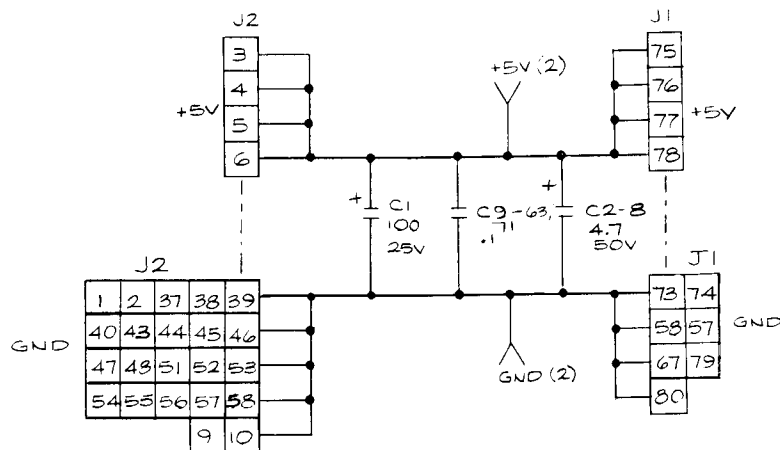 J2
3
4
+5V
5
6
+5V (2)
J1
75
76
77
+5V
78
+
C1
100
25V
C9-63,
71
.1
+
C2-8
4.7
50V
J2
1 2 37 38 39
GND
40 43 44 45 46
47 48 51 52 53
54 55 56 57 58
9 10
GND (2)
J1
73 74
58 57
GND
67 79
80